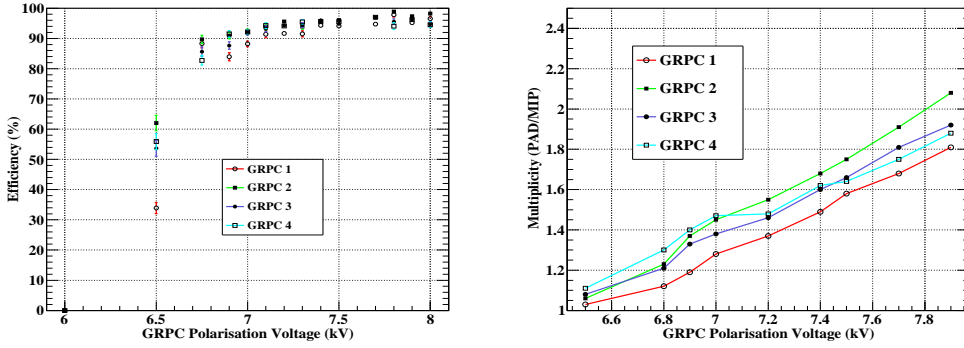 Efficiency (%)
100
90
80
70
60
50
40
30
20
10
0
GRPC 1
GRPC 2
GRPC 3
GRPC 4
6
6.5
7
7.5
8
GRPC Polarisation Voltage (kV)
Multiplicity (PAD/MIP)
2.4
2.2
2
1.8
1.6
1.4
1.2
1
GRPC 1
GRPC 2
GRPC 3
GRPC 4
6.6
6.8
7
7.2
7.4
7.6
7.8
GRPC Polarisation Voltage (kV)